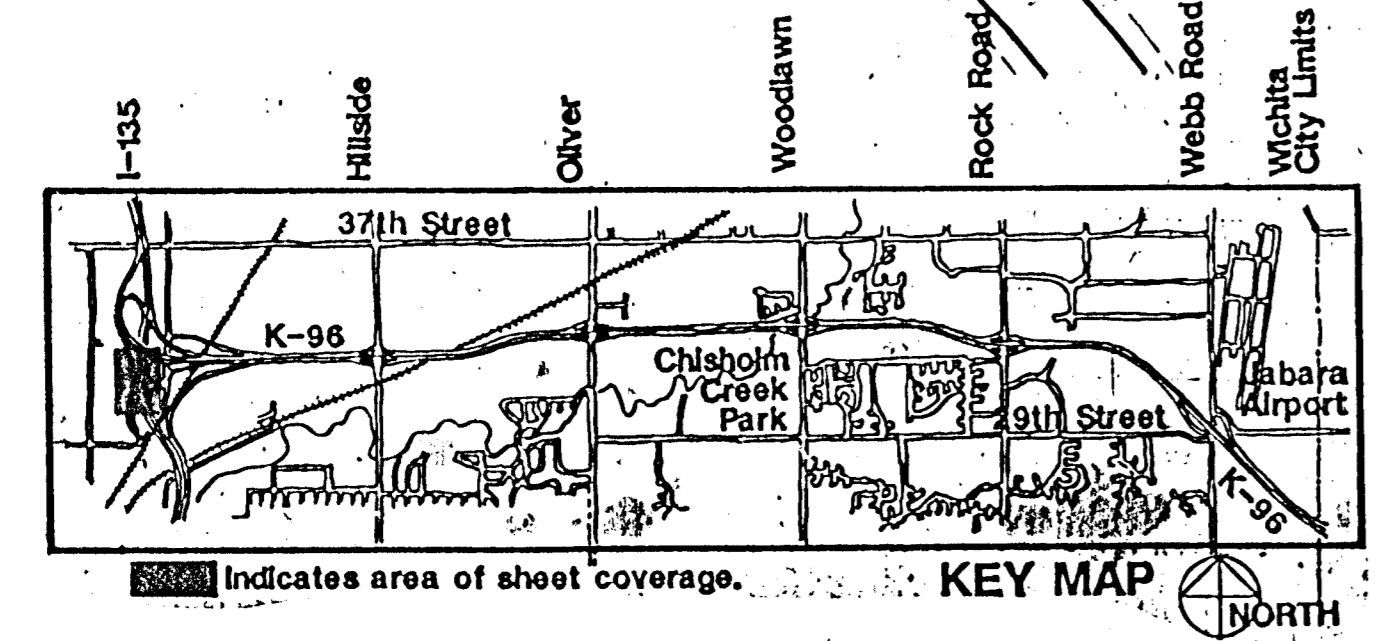 I-135
Hillside
Oliver
Woodlawn
Rock Road
Webb Road
Wichita
City Limits
37th Street
K-96
Chisholm
Creek
Park
Jabara
Airport
29th Street
K-96
Indicates area of sheet coverage.
KEY MAP
NORTH